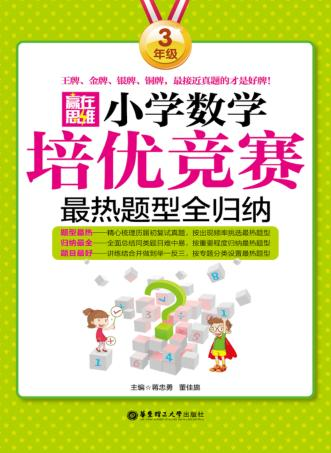 3
年级
王牌、金牌、银牌、铜牌，最接近真题的才是好牌！
赢在思维
小学数学
培优竞赛
最热题型全归纳
题型最热——精心梳理历届初复试真题，按出现频率挑选最热题型
归纳最全——全面总结同类题目难中易，按重要程度归纳最热题型
题目最好——讲练结合并做到举一反三，按专题分类设置最热题型
主编 蒋忠勇 董佳旎
华东理工大学出版社